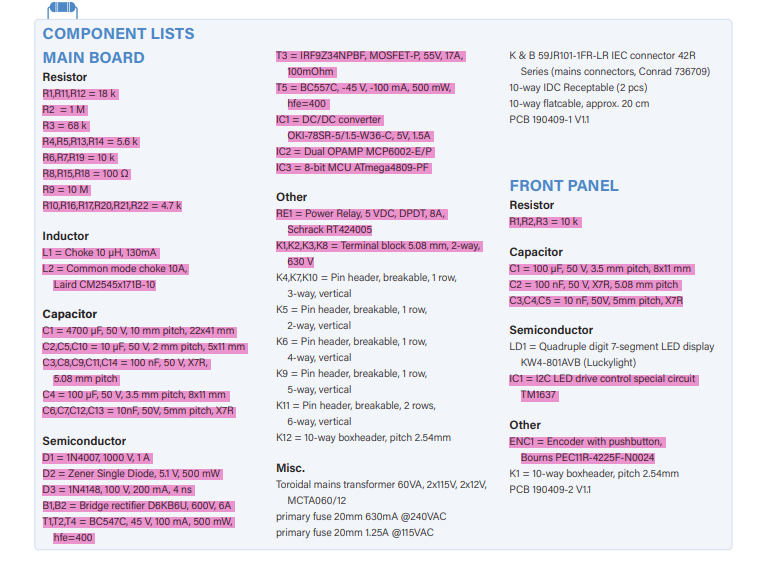 COMPONENT LISTS
MAIN BOARD
Resistor
R1,R11,R12 = 18 k
R2 = 1 M
R3 = 68 k
R4,R5,R13,R14 = 5.6 k
R6,R7,R19 = 10 k
R8,R15,R18 = 100 Ω
R9 = 10 M
R10,R16,R17,R20,R21,R22 = 4.7 k
Inductor
L1 = Choke 10 µH, 130mA
L2 = Common mode choke 10A,
Laird CM2545x171B-10
Capacitor
C1 = 4700 µF, 50 V, 10 mm pitch, 22x41 mm
C2,C5,C10 = 10 µF, 50 V, 2 mm pitch, 5x11 mm
C3,C8,C9,C11,C14 = 100 nF, 50 V, X7R,
5.08 mm pitch
C4 = 100 µF, 50 V, 3.5 mm pitch, 8x11 mm
C6,C7,C12,C13 = 10nF, 50V, 5mm pitch, X7R
Semiconductor
D1 = 1N4007, 1000 V, 1 A
D2 = Zener Single Diode, 5.1 V, 500 mW
D3 = 1N4148, 100 V, 200 mA, 4 ns
B1,B2 = Bridge rectifier D6KB6U, 600V, 6A
T1,T2,T4 = BC547C, 45 V, 100 mA, 500 mW,
hfe=400
T3 = IRF9Z34NPBF, MOSFET-P, 55V, 17A,
100mOhm
T5 = BC557C, -45 V, -100 mA, 500 mW,
hfe=400
IC1 = DC/DC converter
OKI-78SR-5/1.5-W36-C, 5V, 1.5A
IC2 = Dual OPAMP MCP6002-E/P
IC3 = 8-bit MCU ATmega4809-PF
Other
RE1 = Power Relay, 5 VDC, DPDT, 8A,
Schrack RT424005
K1,K2,K3,K8 = Terminal block 5.08 mm, 2-way,
630 V
K4,K7,K10 = Pin header, breakable, 1 row,
3-way, vertical
K5 = Pin header, breakable, 1 row,
2-way, vertical
K6 = Pin header, breakable, 1 row,
4-way, vertical
K9 = Pin header, breakable, 1 row,
5-way, vertical
K11 = Pin header, breakable, 2 rows,
6-way, vertical
K12 = 10-way boxheader, pitch 2.54mm
Misc.
Toroidal mains transformer 60VA, 2x115V, 2x12V,
MCTA060/12
primary fuse 20mm 630mA @240VAC
primary fuse 20mm 1.25A @115VAC
K & B 59JR101-1FR-LR IEC connector 42R
Series (mains connectors, Conrad 736709)
10-way IDC Receptable (2 pcs)
10-way flatcable, approx. 20 cm
PCB 190409-1 V1.1
FRONT PANEL
Resistor
R1,R2,R3 = 10 k
Capacitor
C1 = 100 µF, 50 V, 3.5 mm pitch, 8x11 mm
C2 = 100 nF, 50 V, X7R, 5.08 mm pitch
C3,C4,C5 = 10 nF, 50V, 5mm pitch, X7R
Semiconductor
LD1 = Quadruple digit 7-segment LED display
KW4-801AVB (Luckylight)
IC1 = I2C LED drive control special circuit
TM1637
Other
ENC1 = Encoder with pushbutton,
Bourns PEC11R-4225F-N0024
K1 = 10-way boxheader, pitch 2.54mm
PCB 190409-2 V1.1